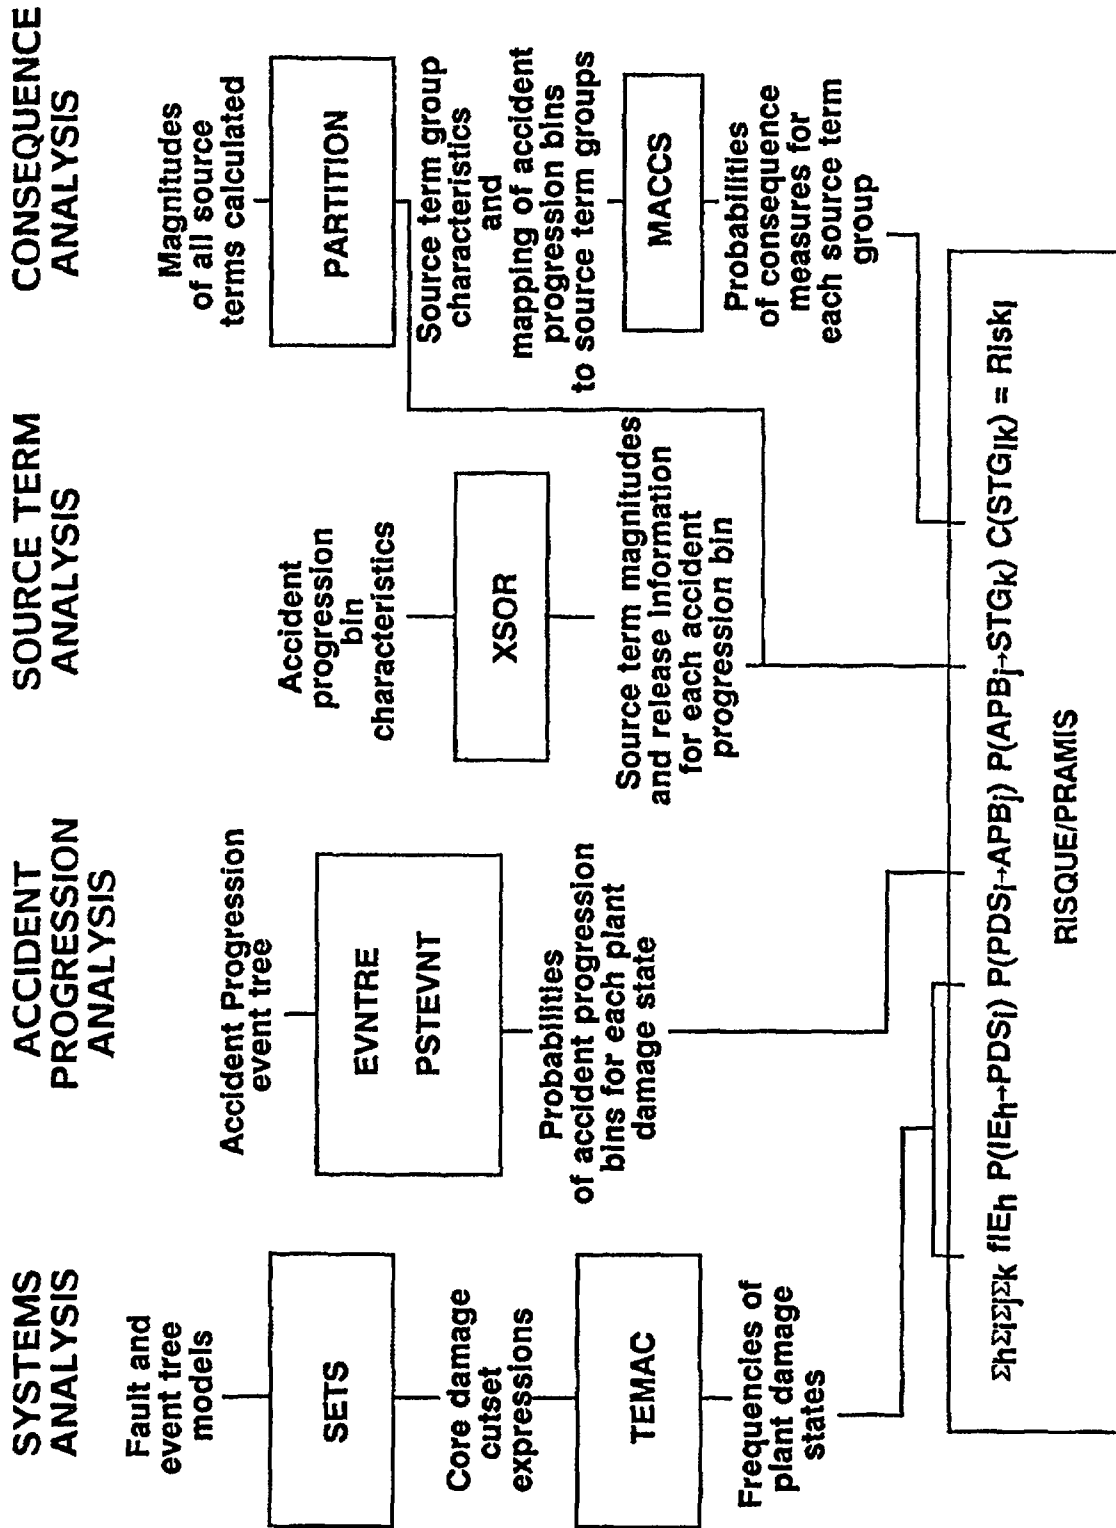 SYSTEMS
ANALYSIS
Fault and
event tree
models
SETS
Core damage
cutset
expressions
TEMAC
Frequencies of
plant damage
states
ACCIDENT
PROGRESSION
ANALYSIS
Accident Progression
event tree
EVNTRE
PSTEVNT
Probabilities
of accident progression
bins for each plant
damage state
SOURCE TERM
ANALYSIS
Accident
progression
bin
characteristics
XSOR
Source term magnitudes
and release information
for each accident
progression bin
CONSEQUENCE
ANALYSIS
Magnitudes
of all source
terms calculated
PARTITION
Source term group
characteristics
and
mapping of accident
progression bins
to source term groups
MACCS
Probabilities
of consequence
measures for
each source term
group
ΣhΣiΣjΣk fIEh P(IEh→PDSi) P(PDSi→APBj) P(APBj→STGk) C(STGlk) = Riskl
RISQUE/PRAMIS